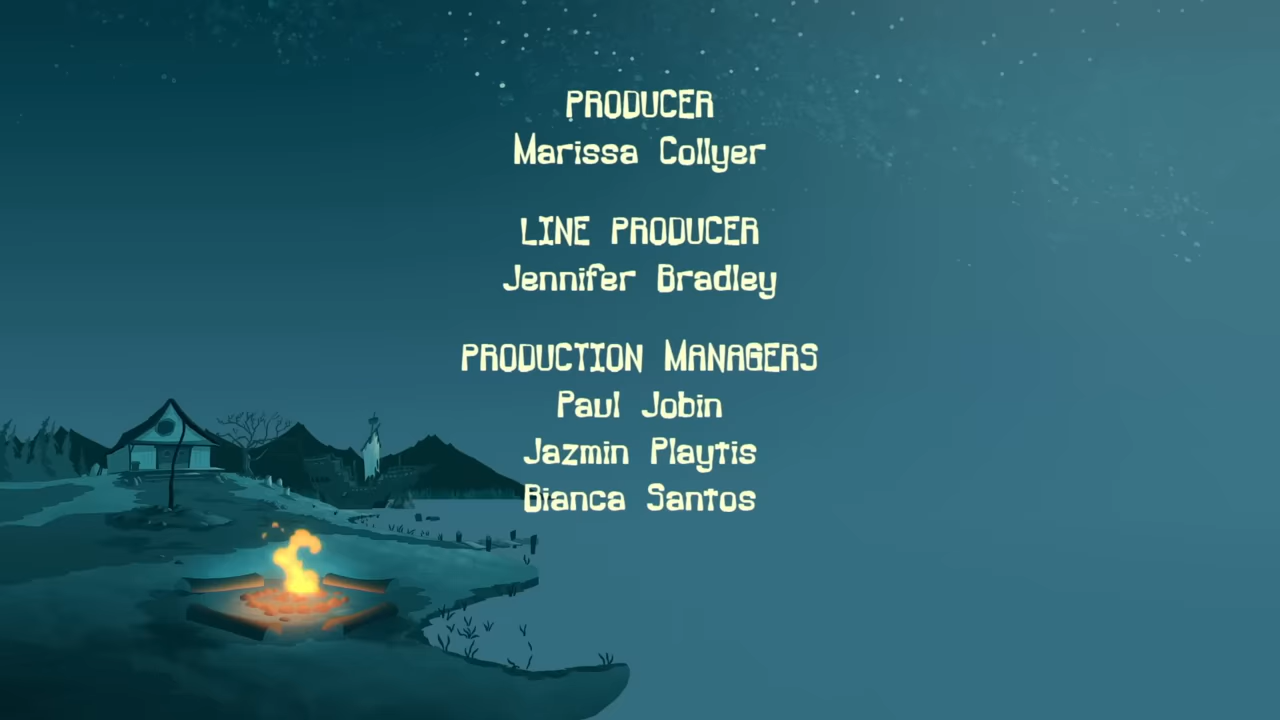 PRODUCER
Marissa Collyer
LINE PRODUCER
Jennifer Bradley
PRODUCTION MANAGERS
Paul Jobin
Jazmin Playtis
Bianca Santos